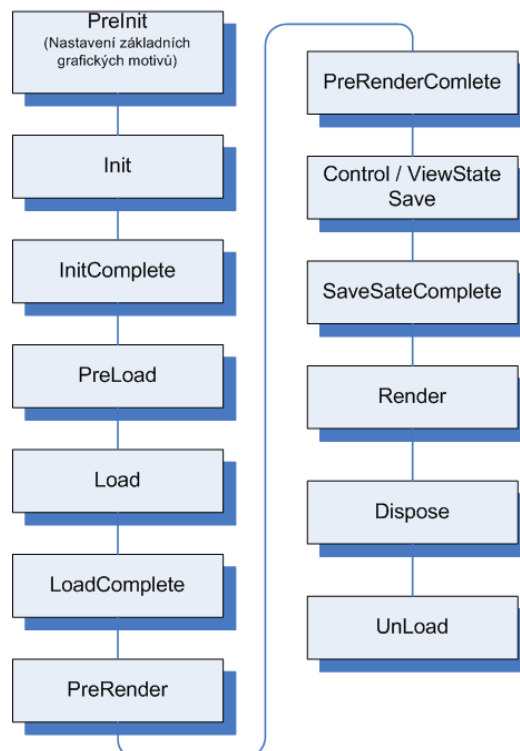 PreInit
(Nastavení základních
grafických motivů)
Init
InitComplete
PreLoad
Load
LoadComplete
PreRender
PreRenderComlete
Control / ViewState
Save
SaveSateComplete
Render
Dispose
UnLoad